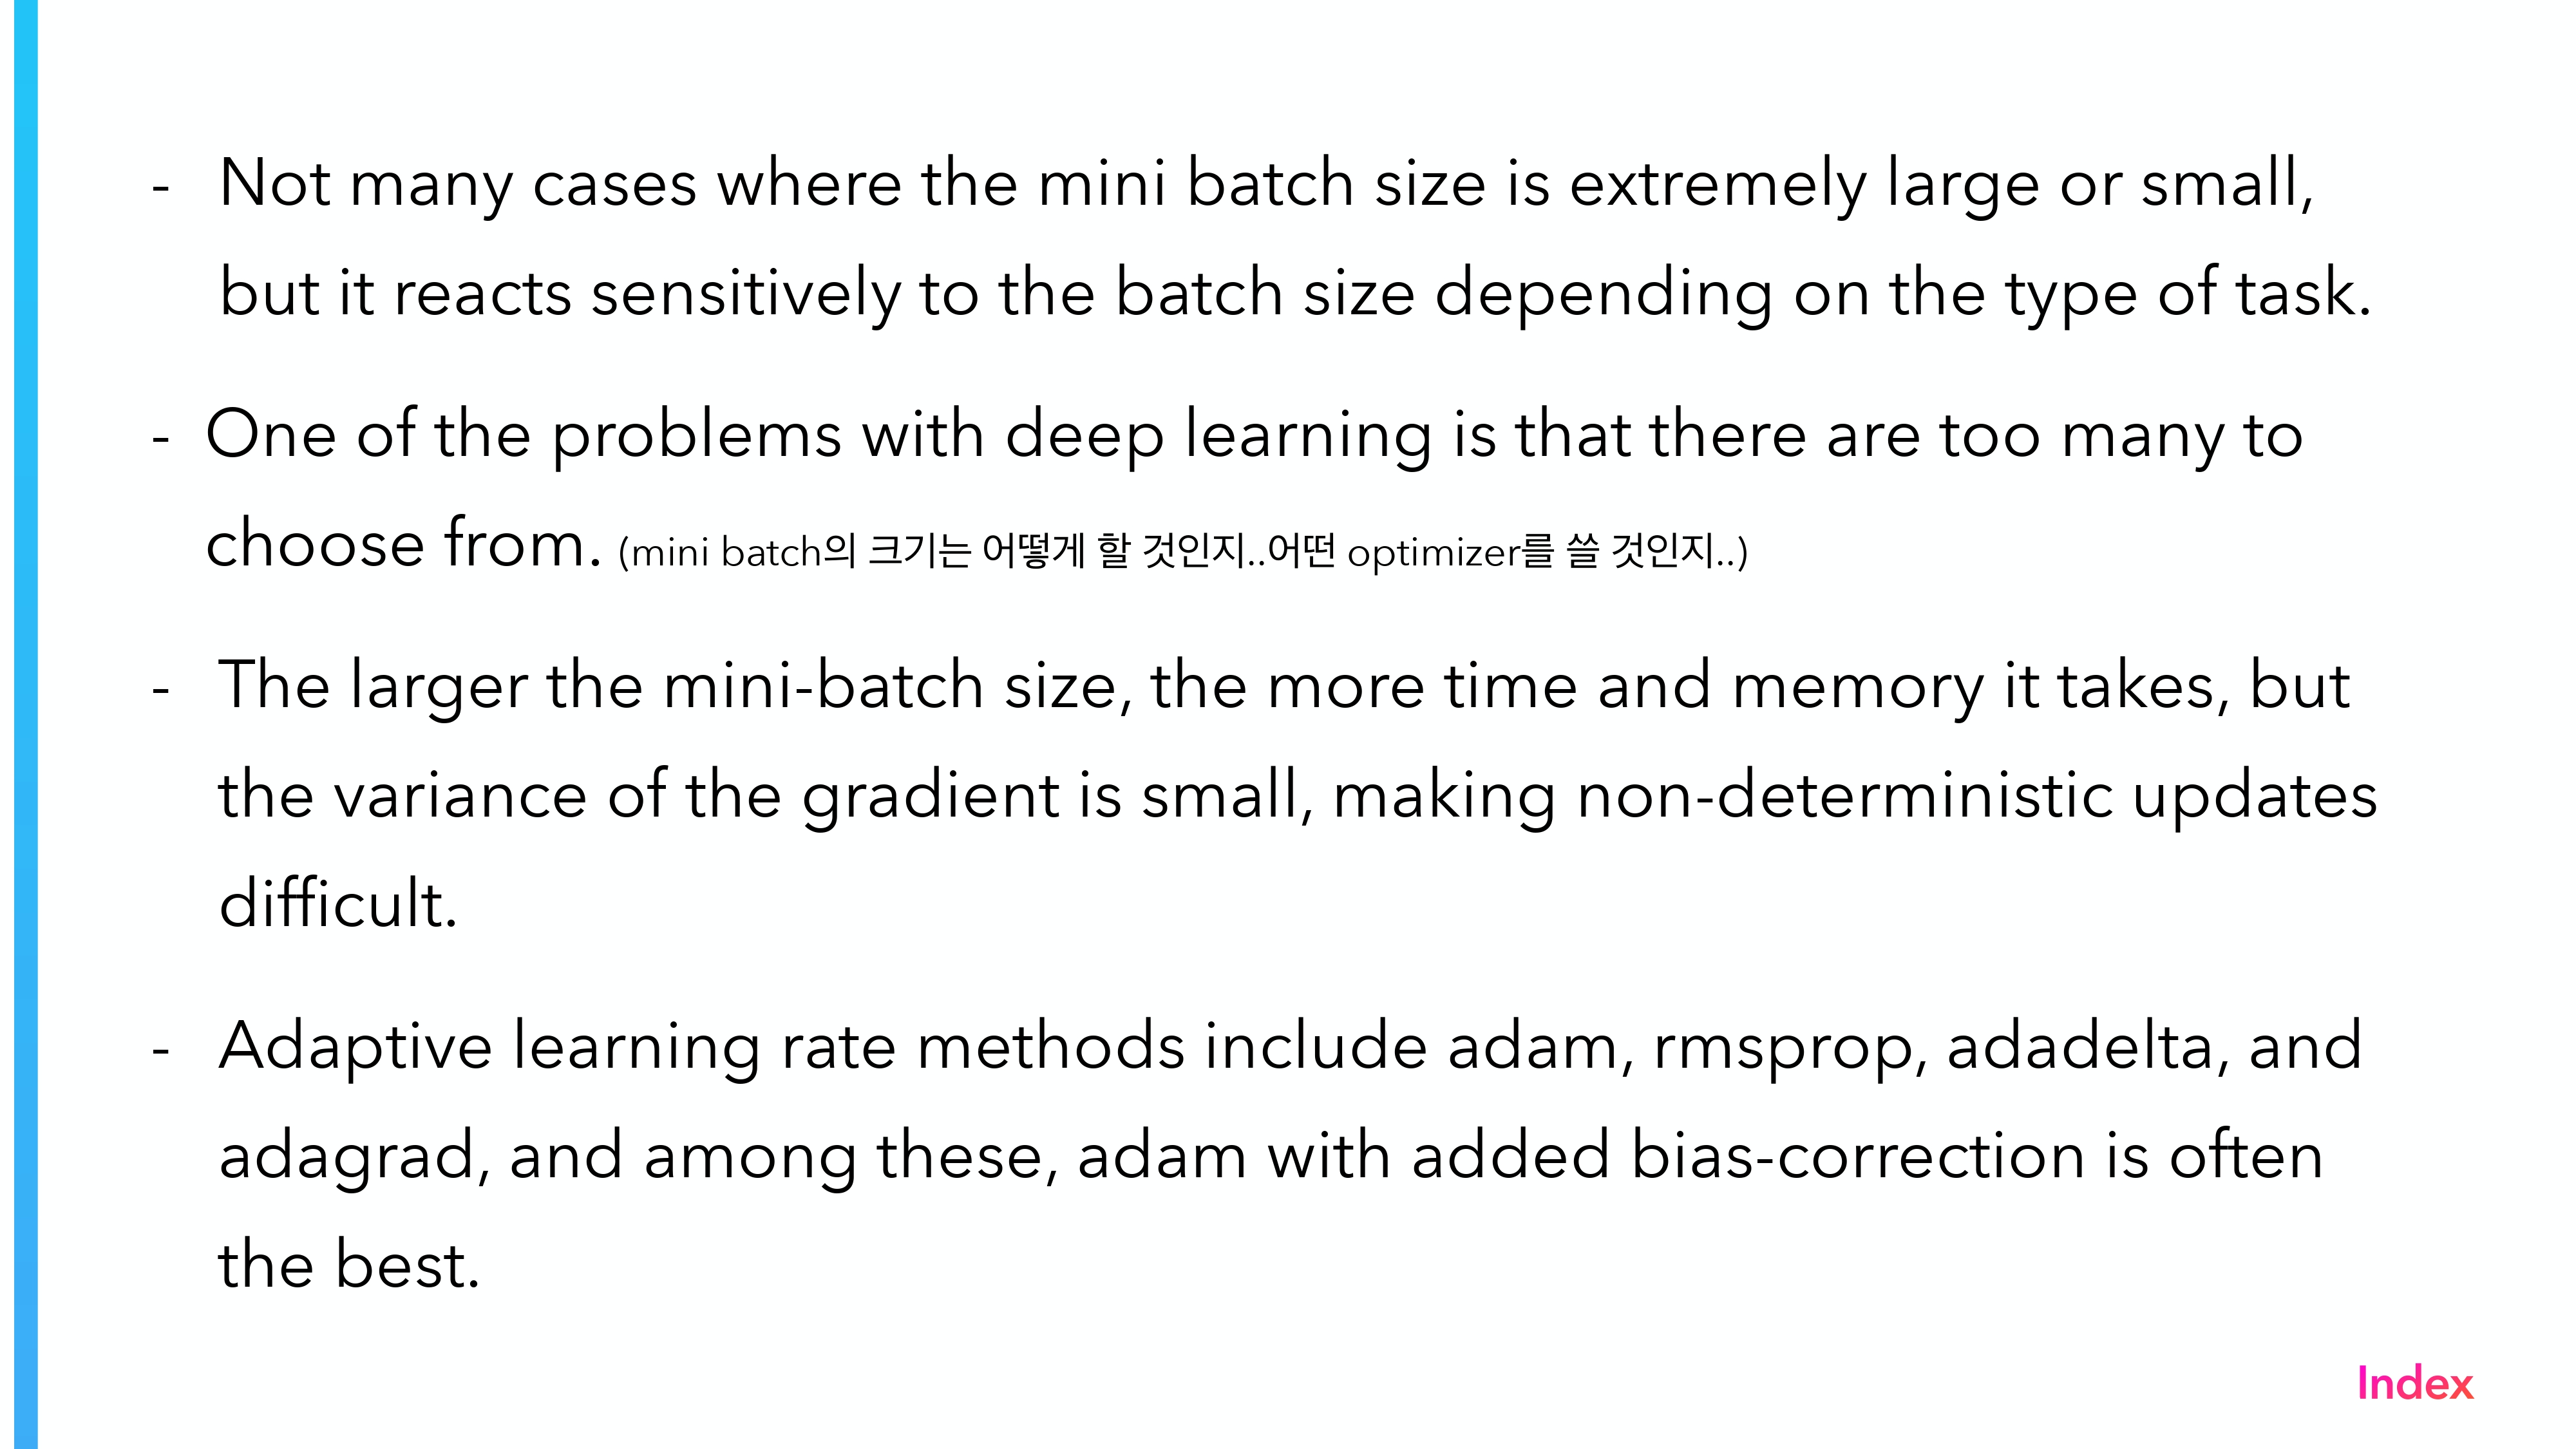 - Not many cases where the mini batch size is extremely large or small,
but it reacts sensitively to the batch size depending on the type of task.
- One of the problems with deep learning is that there are too many to
choose from. (mini batch의 크기는 어떻게 할 것인지..어떤 optimizer를 쓸 것인지..)
- The larger the mini-batch size, the more time and memory it takes, but
the variance of the gradient is small, making non-deterministic updates
difficult.
- Adaptive learning rate methods include adam, rmsprop, adadelta, and
adagrad, and among these, adam with added bias-correction is often
the best.
Index